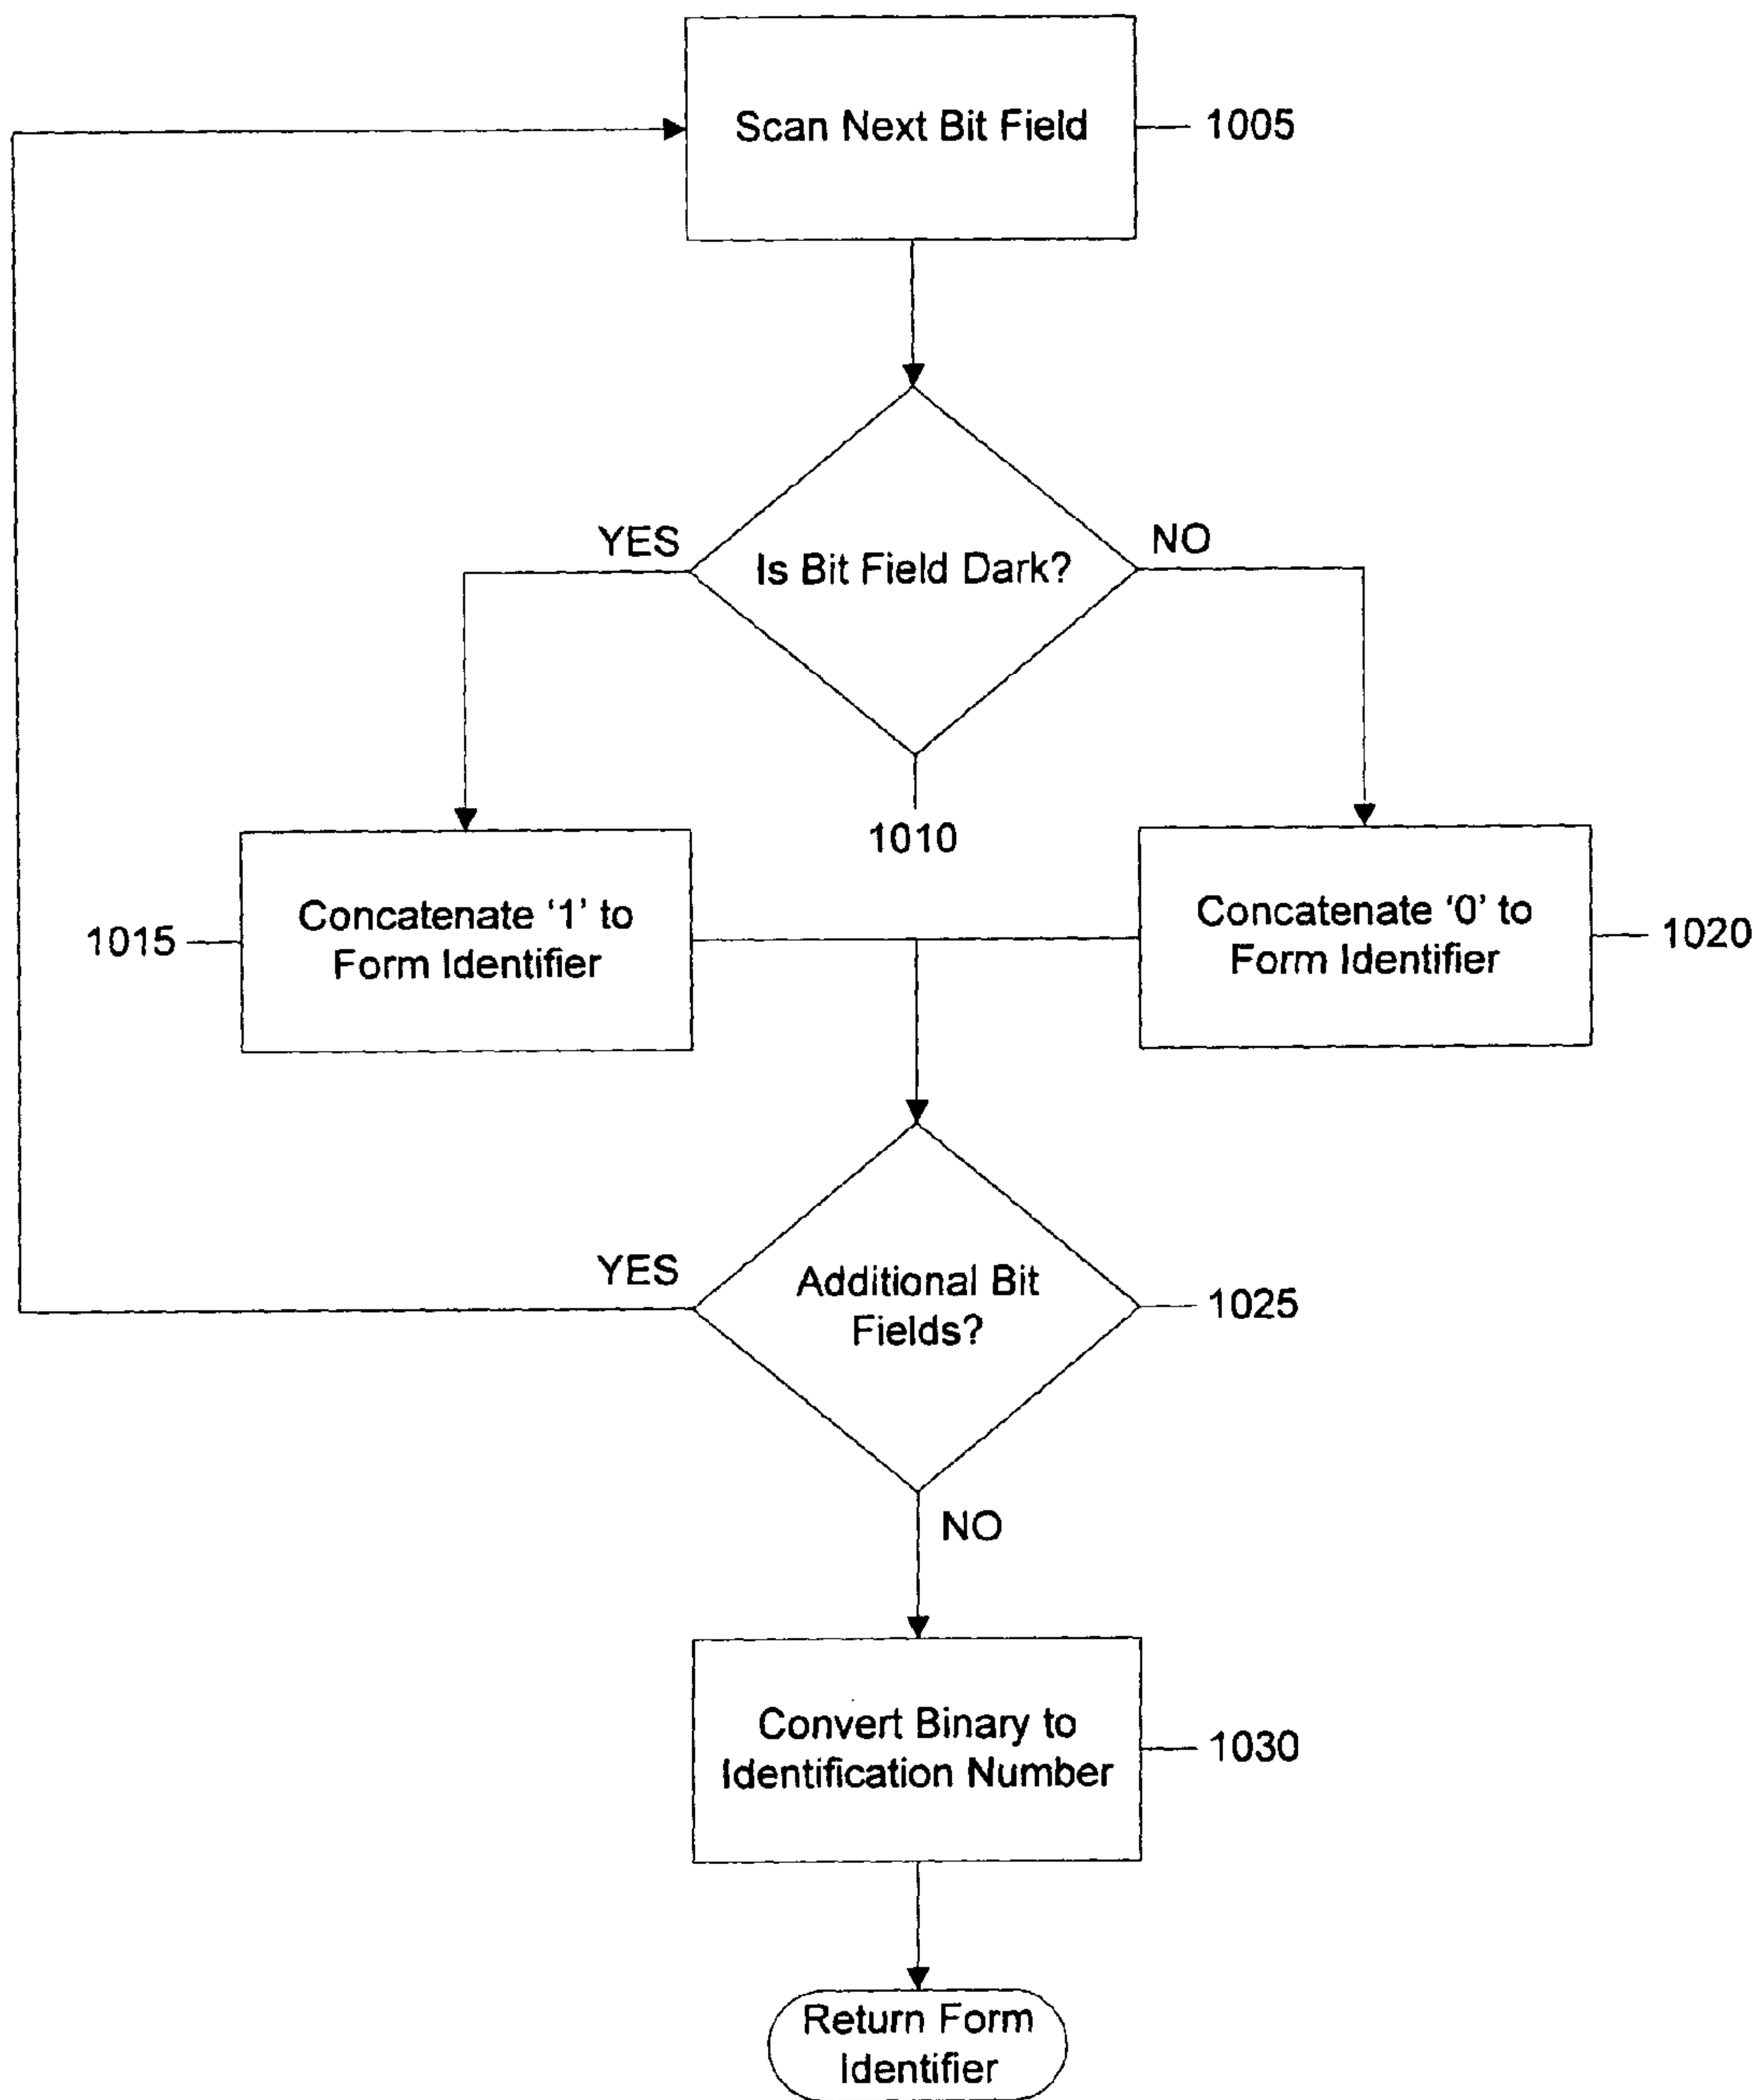 Scan Next Bit Field
1005
YES
Is Bit Field Dark?
NO
1010
1015
Concatenate ‘1’ to
Form Identifier
Concatenate ‘0’ to
Form Identifier
1020
YES
Additional Bit
Fields?
1025
NO
Convert Binary to
Identification Number
1030
Return Form
Identifier